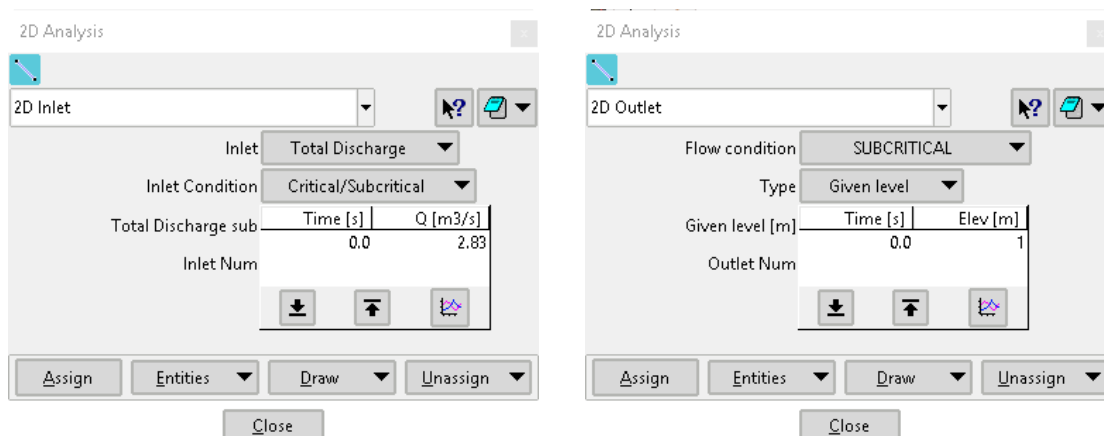 2D Analysis
x
2D Inlet
Inlet Total Discharge
Inlet Condition Critical/Subcritical
Total Discharge sub Time [s] Q [m3/s]
0.0 2.83
Inlet Num
Assign Entities Draw Unassign
Close
2D Analysis
x
2D Outlet
Flow condition SUBCRITICAL
Type Given level
Given level [m] Time [s] Elev [m]
0.0 1
Outlet Num
Assign Entities Draw Unassign
Close